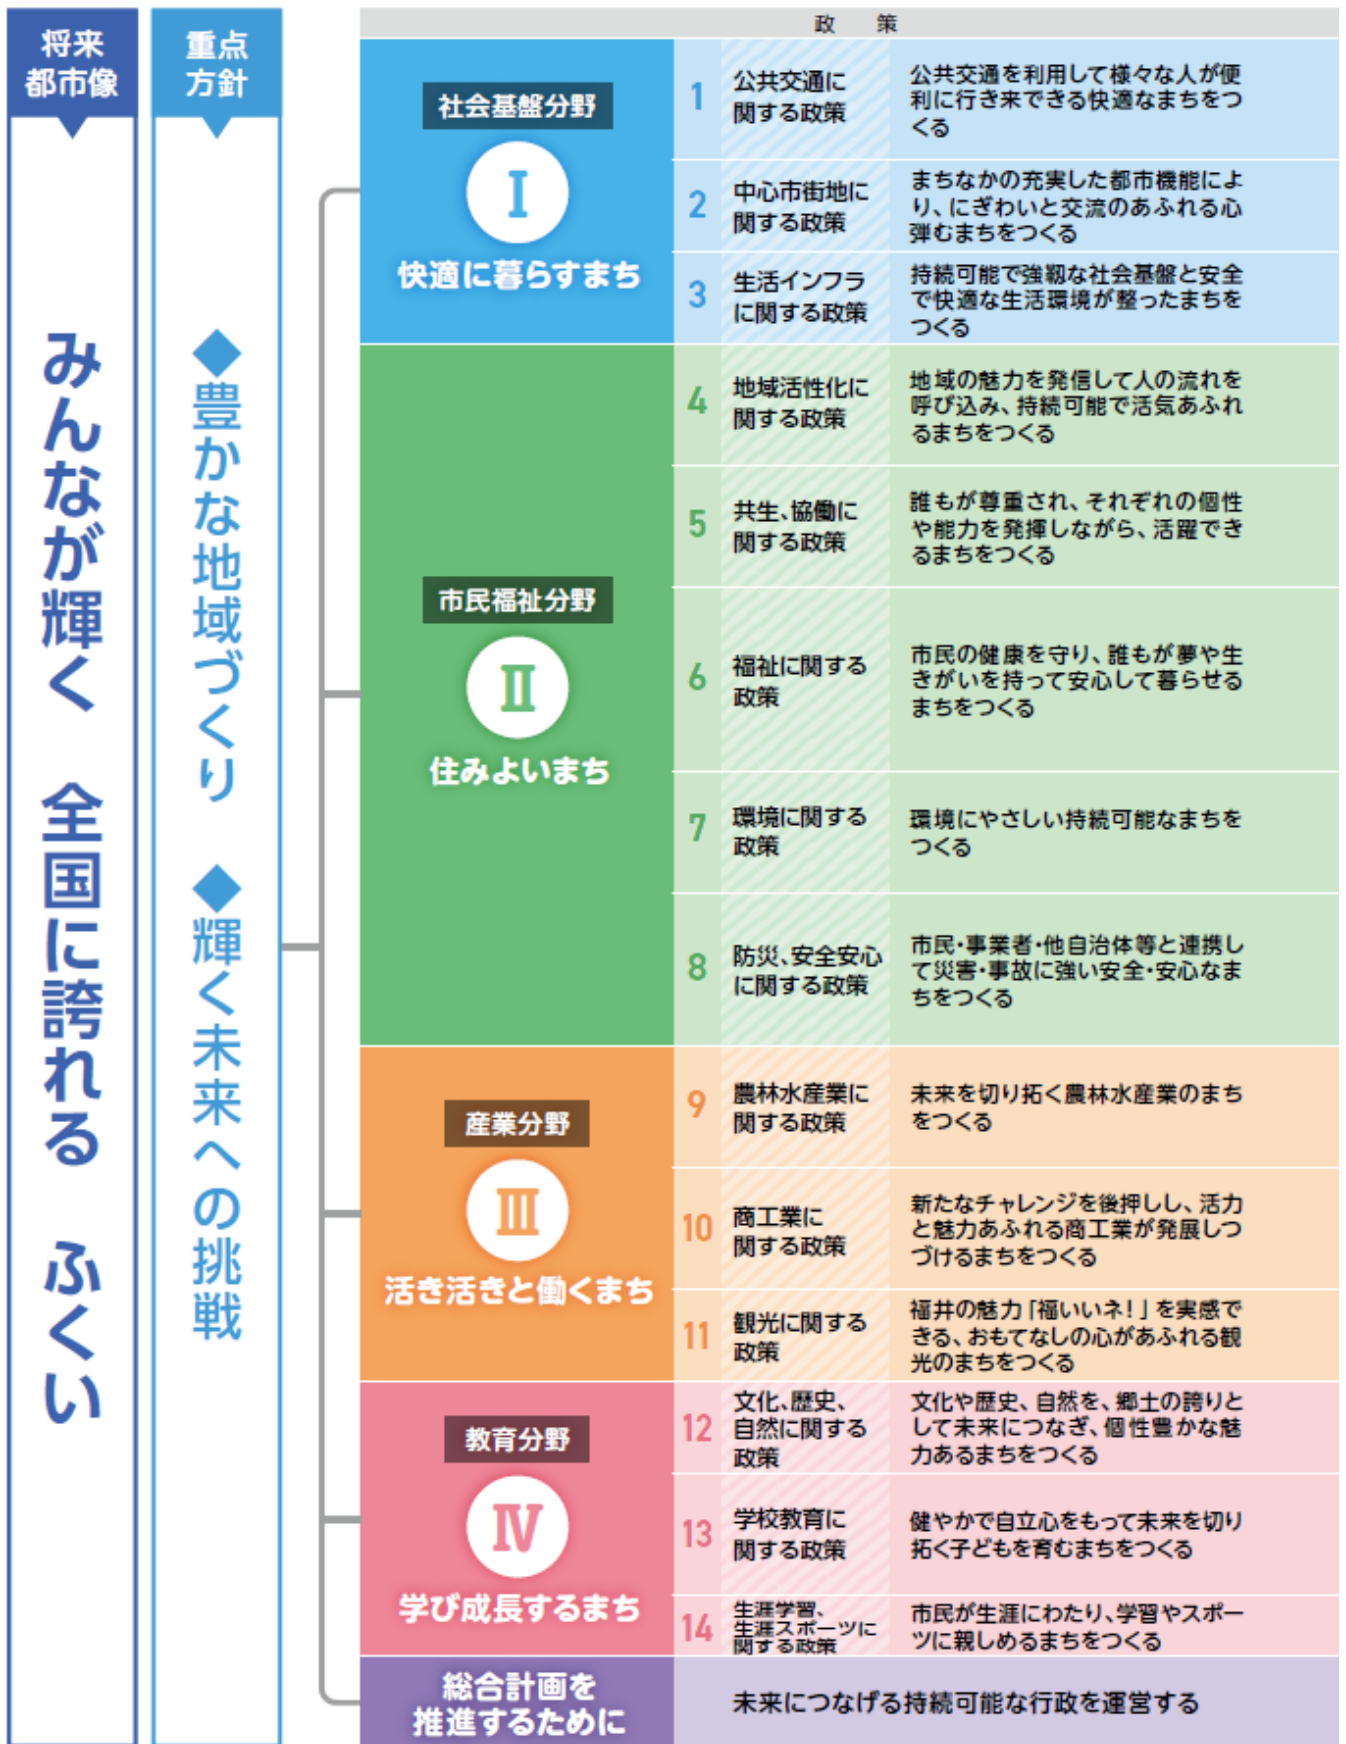 将来
都市像
みんなが輝く　全国に誇れる　ふくい
重点
方針
◆豊かな地域づくり　◆輝く未来への挑戦
政　策
社会基盤分野
Ⅰ
快適に暮らすまち
1
公共交通に
関する政策
公共交通を利用して様々な人が便
利に行き来できる快適なまちをつ
くる
2
中心市街地に
関する政策
まちなかの充実した都市機能によ
り、にぎわいと交流のあふれる心
弾むまちをつくる
3
生活インフラ
に関する政策
持続可能で強靱な社会基盤と安全
で快適な生活環境が整ったまちを
つくる
市民福祉分野
Ⅱ
住みよいまち
4
地域活性化に
関する政策
地域の魅力を発信して人の流れを
呼び込み、持続可能で活気あふれ
るまちをつくる
5
共生、協働に
関する政策
誰もが尊重され、それぞれの個性
や能力を発揮しながら、活躍でき
るまちをつくる
6
福祉に関する
政策
市民の健康を守り、誰もが夢や生
きがいを持って安心して暮らせる
まちをつくる
7
環境に関する
政策
環境にやさしい持続可能なまちを
つくる
8
防災、安全安心
に関する政策
市民・事業者・他自治体等と連携し
て災害・事故に強い安全・安心なま
ちをつくる
産業分野
Ⅲ
活き活きと働くまち
9
農林水産業に
関する政策
未来を切り拓く農林水産業のまち
をつくる
10
商工業に
関する政策
新たなチャレンジを後押しし、活力
と魅力あふれる商工業が発展しつ
づけるまちをつくる
11
観光に関する
政策
福井の魅力「福いいネ！」を実感で
きる、おもてなしの心があふれる観
光のまちをつくる
教育分野
Ⅳ
学び成長するまち
12
文化、歴史、
自然に関する
政策
文化や歴史、自然を、郷土の誇りと
して未来につなぎ、個性豊かな魅
力あるまちをつくる
13
学校教育に
関する政策
健やかで自立心をもって未来を切り
拓く子どもを育むまちをつくる
14
生涯学習、
生涯スポーツに
関する政策
市民が生涯にわたり、学習やスポー
ツに親しめるまちをつくる
総合計画を
推進するために
未来につなげる持続可能な行政を運営する